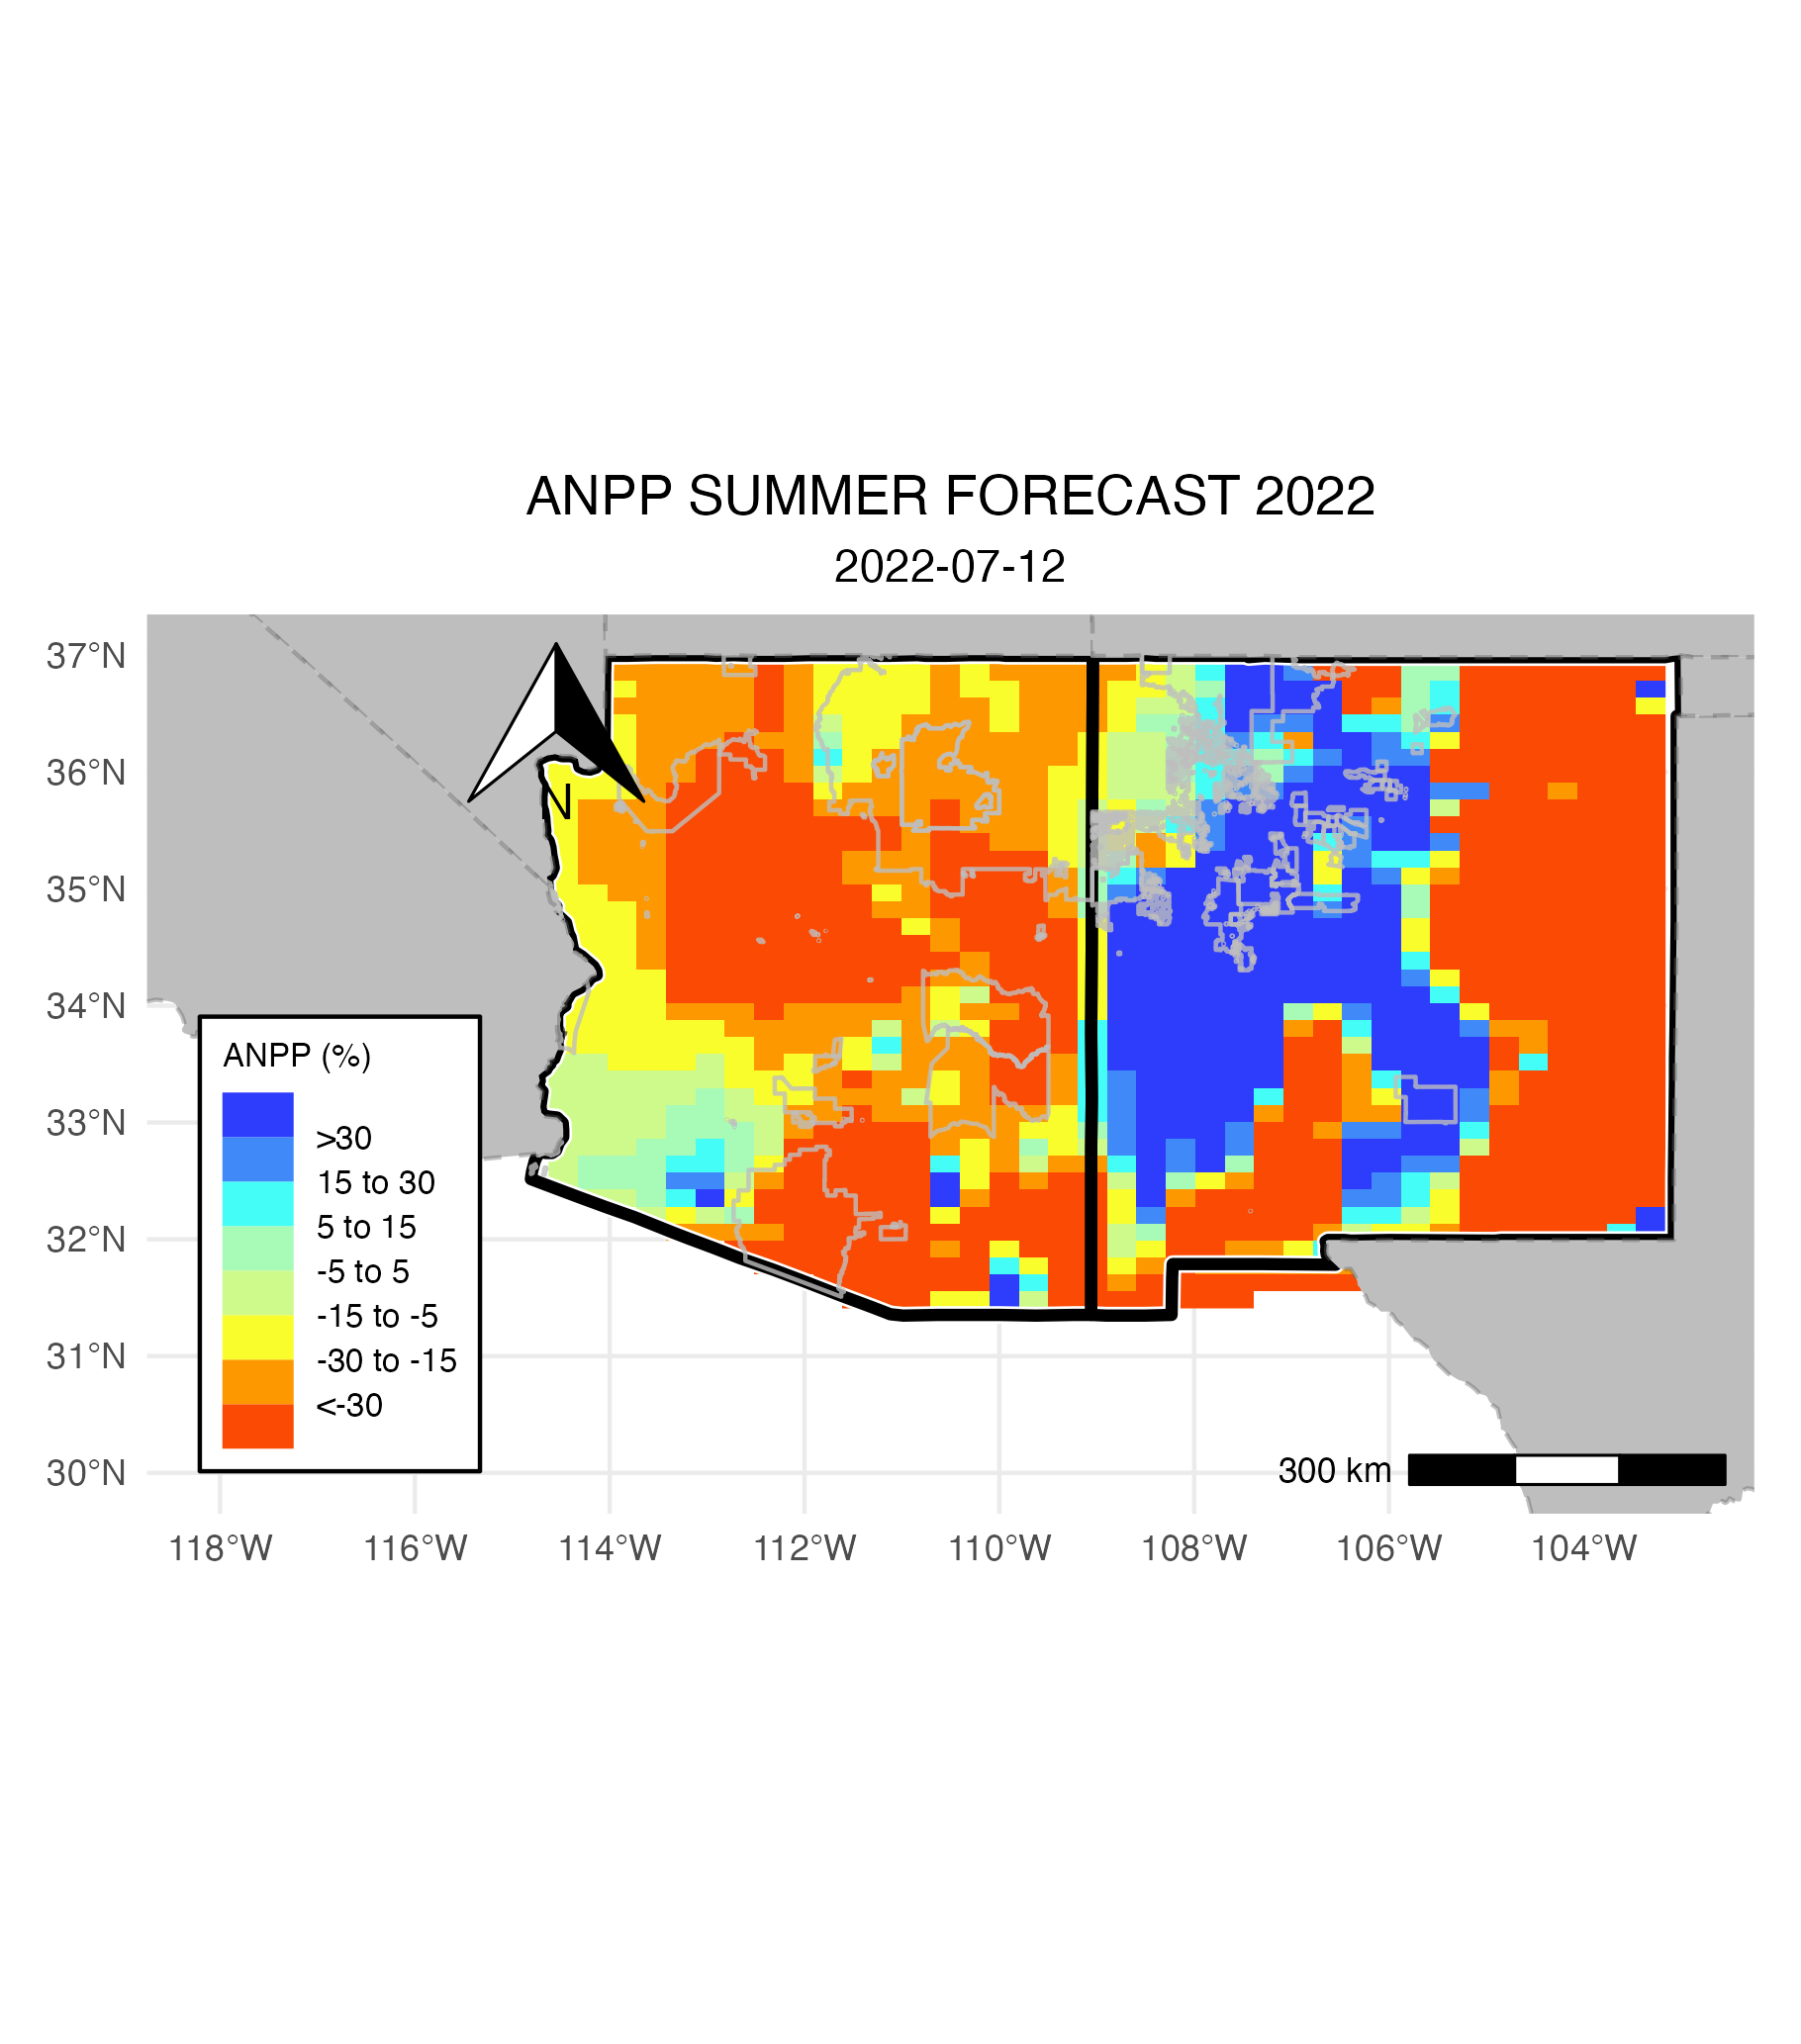 ANPP SUMMER FORECAST 2022
2022-07-12
37°N
36°N
35°N
34°N
33°N
32°N
31°N
30°N
N
ANPP (%)
>30
15 to 30
5 to 15
-5 to 5
-15 to -5
-30 to -15
<-30
300 km
118°W 116°W 114°W 112°W 110°W 108°W 106°W 104°W